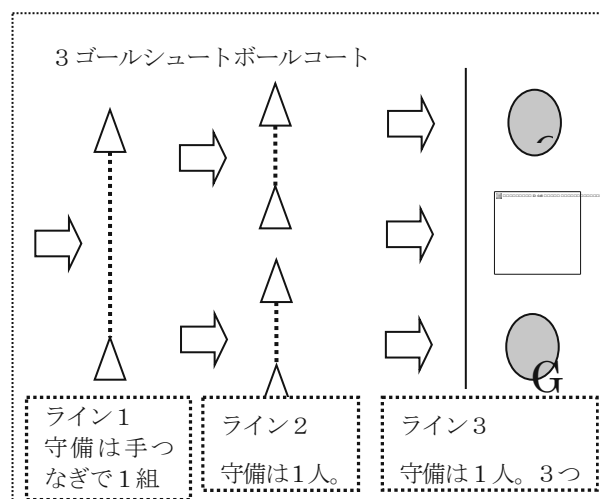 3ゴールシュートボールコート
G
ライン1
守備は手つ
なぎで1組
ライン2
守備は1人。
ライン3
守備は1人。3つ